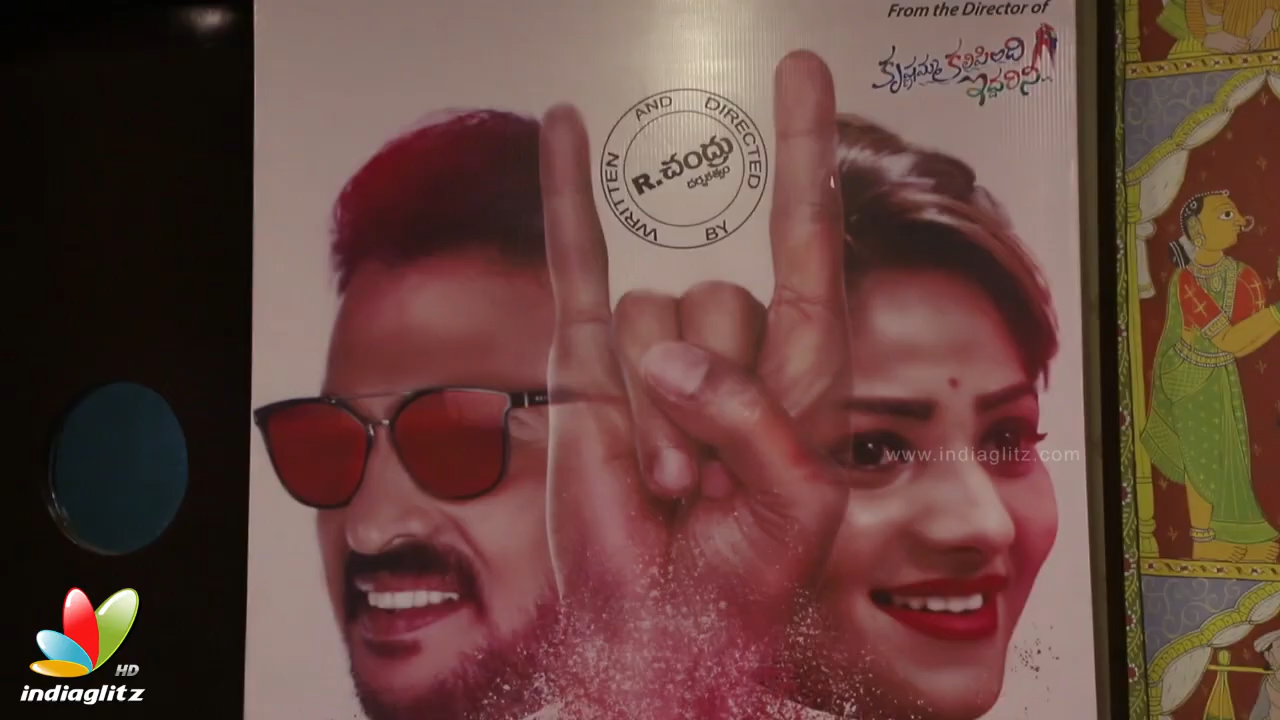 From the Director of
కృష్ణమ్మ కలిపింది
ఇద్దరినీ..
WRITTEN AND DIRECTED BY
R.చంద్రు
www.indiaglitz.com
HD
indiaglitz